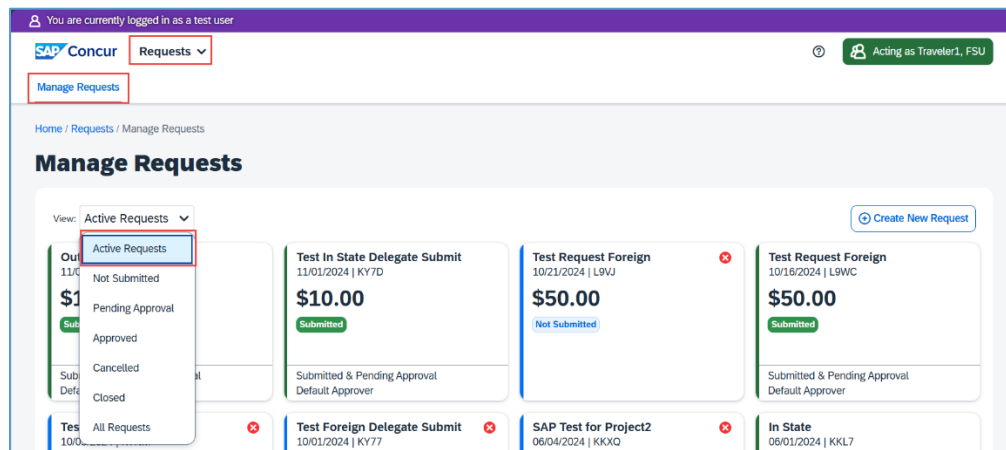 You are currently logged in as a test user
SAP Concur Requests
Acting as Traveler1, FSU
Manage Requests
Home / Requests / Manage Requests
Manage Requests
View: Active Requests
Create New Request
Active Requests
Not Submitted
Pending Approval
Approved
Cancelled
Closed
All Requests
Test In State Delegate Submit
11/01/2024 | KY7D
$10.00
Submitted
Submitted & Pending Approval
Default Approver
Test Request Foreign
10/21/2024 | L9VJ
$50.00
Not Submitted
Test Request Foreign
10/16/2024 | L9WC
$50.00
Submitted
Submitted & Pending Approval
Default Approver
Test Foreign Delegate Submit
10/01/2024 | KY77
SAP Test for Project2
06/04/2024 | KKXQ
In State
06/01/2024 | KKL7